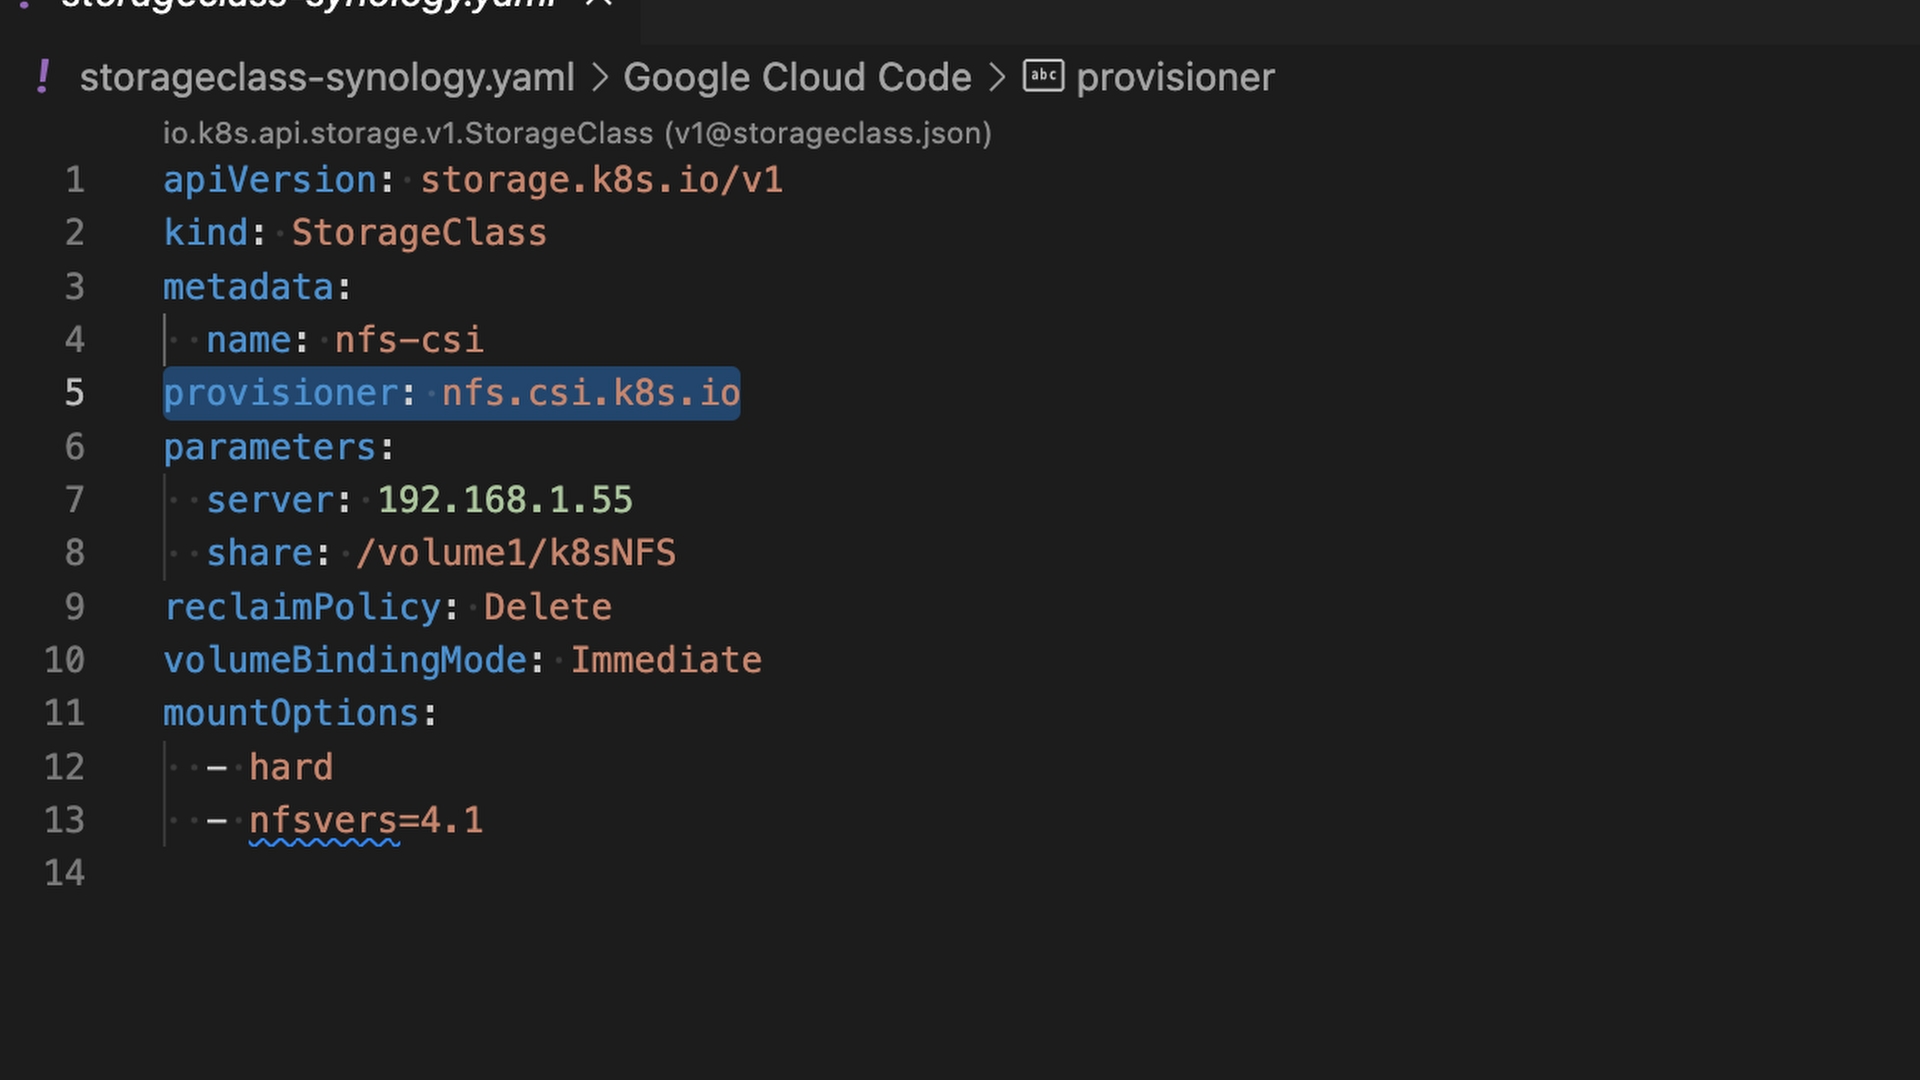 storageclass-synology.yaml
! storageclass-synology.yaml > Google Cloud Code > abc provisioner
io.k8s.api.storage.v1.StorageClass (v1@storageclass.json)
1 apiVersion: storage.k8s.io/v1
2 kind: StorageClass
3 metadata:
4   name: nfs-csi
5 provisioner: nfs.csi.k8s.io
6 parameters:
7   server: 192.168.1.55
8   share: /volume1/k8sNFS
9 reclaimPolicy: Delete
10 volumeBindingMode: Immediate
11 mountOptions:
12   - hard
13   - nfsvers=4.1
14